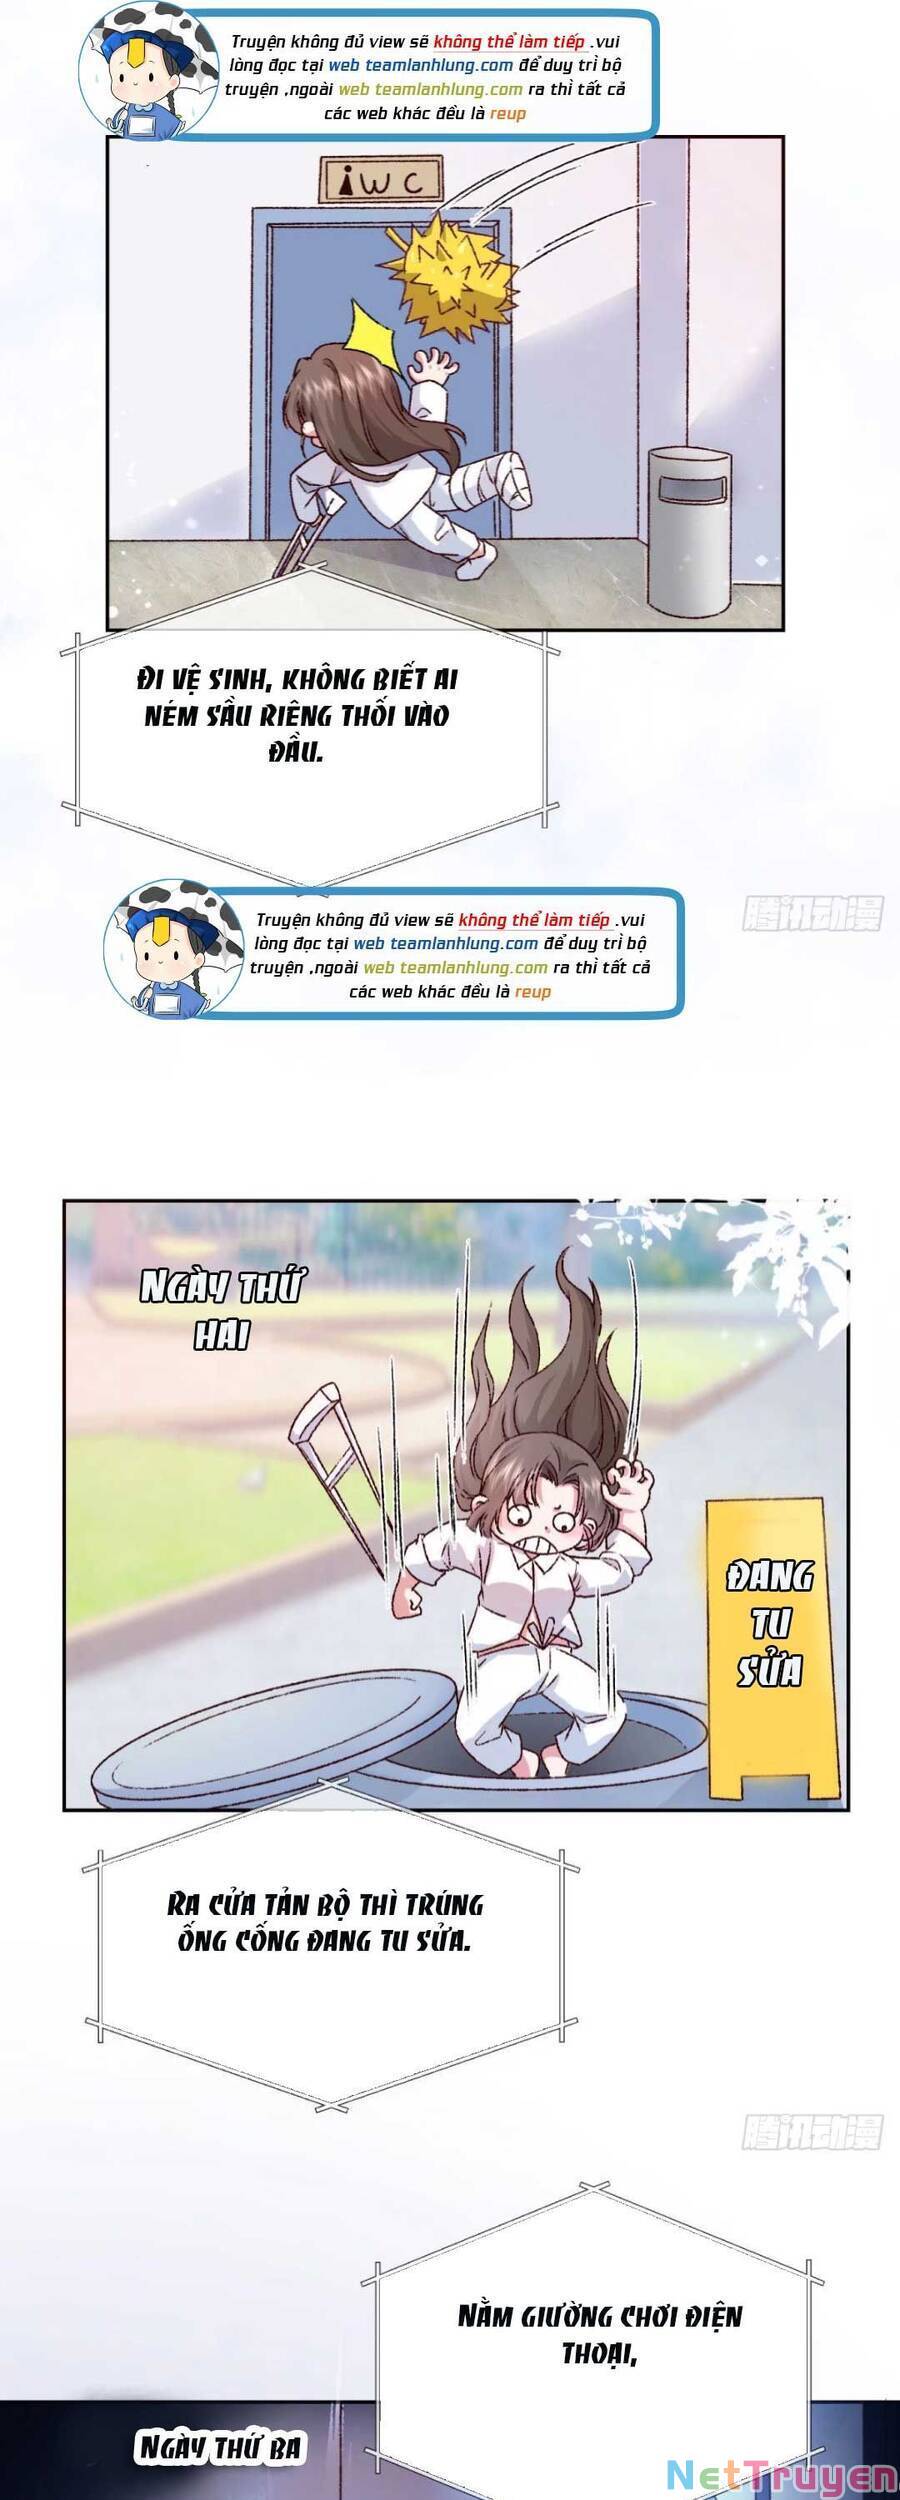 Truyện không đủ view sẽ không thể làm tiếp .vui
lòng đọc tại web teamlanhlung.com để duy trì bộ
truyện ,ngoài web teamlanhlung.com ra thì tất cả
các web khác đều là reup
WC
ĐI VỆ SINH, KHÔNG BIẾT AI
NÉM SẦU RIÊNG THỐI VÀO
ĐẦU.
腾讯动漫
Truyện không đủ view sẽ không thể làm tiếp .vui
lòng đọc tại web teamlanhlung.com để duy trì bộ
truyện ,ngoài web teamlanhlung.com ra thì tất cả
các web khác đều là reup
NGÀY THỨ
HAI
ĐANG
TU
SỬA
RA CỬA TẢN BỘ THÌ TRÚNG
ỐNG CỐNG ĐANG TU SỬA.
腾讯动漫
NẰM GIƯỜNG CHƠI ĐIỆN
THOẠI,
NGÀY THỨ BA
NetTruyen